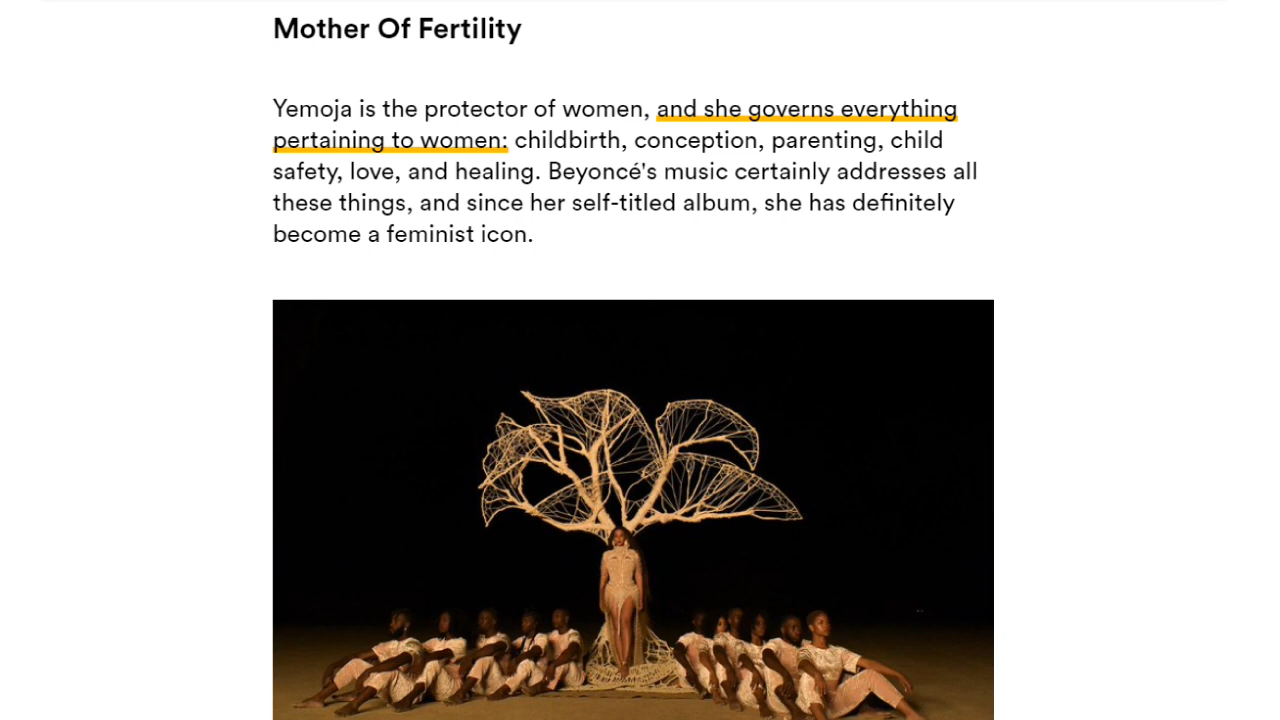 Mother Of Fertility
Yemoja is the protector of women, and she governs everything
pertaining to women: childbirth, conception, parenting, child
safety, love, and healing. Beyoncé's music certainly addresses all
these things, and since her self-titled album, she has definitely
become a feminist icon.